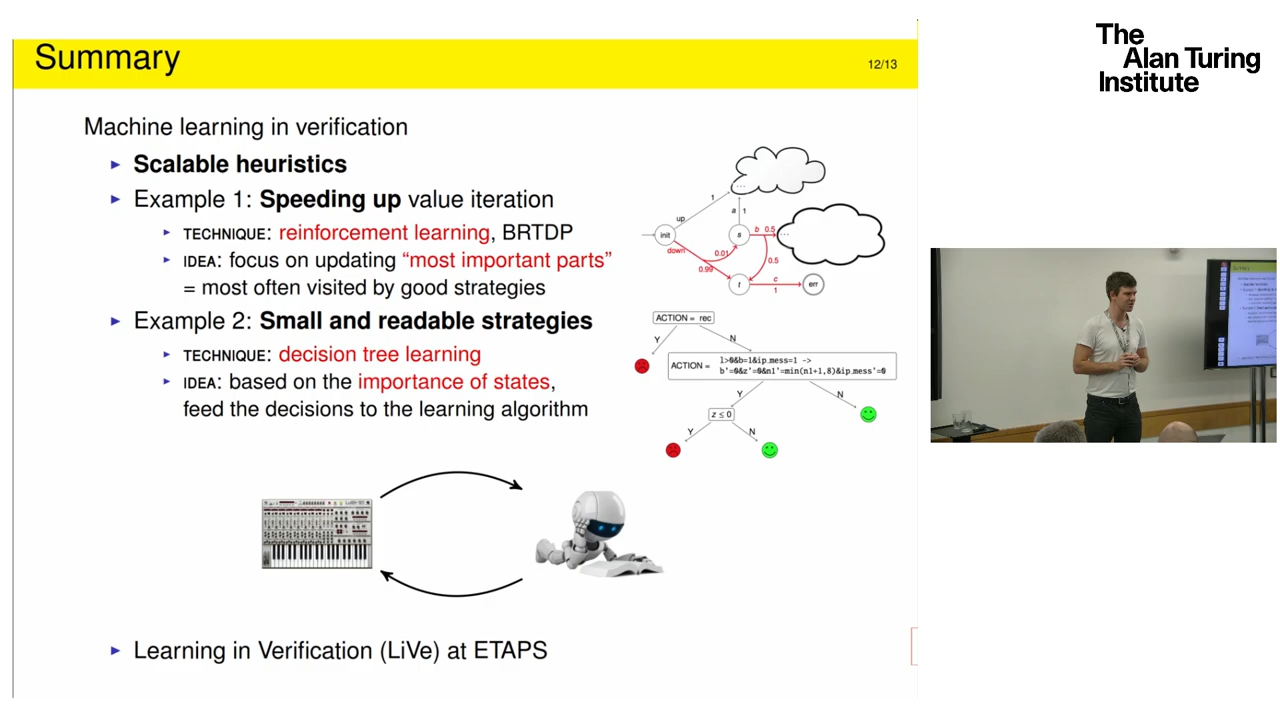 Summary
12/13
The
Alan Turing
Institute
Machine learning in verification
Scalable heuristics
Example 1: Speeding up value iteration
TECHNIQUE: reinforcement learning, BRTDP
IDEA: focus on updating “most important parts”
= most often visited by good strategies
Example 2: Small and readable strategies
TECHNIQUE: decision tree learning
IDEA: based on the importance of states,
feed the decisions to the learning algorithm
...
1
up
a 1
init
s
b 0.5
...
down
0.01
0.99
0.5
t
c
1
err
ACTION = rec
Y
N
ACTION =
l>0&b=1&ip_mess=1 ->
b'=0&z'=0&n1'=min(n1+1,8)&ip_mess'=0
Y
N
z ≤ 0
Y
N
Learning in Verification (LiVe) at ETAPS
Summary